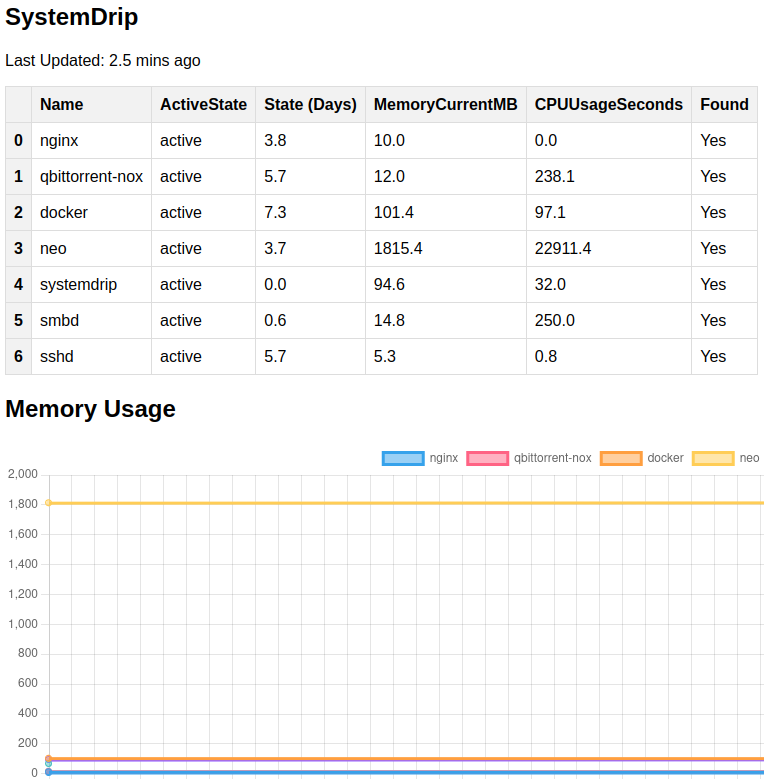 SystemDrip
Last Updated: 2.5 mins ago
Name ActiveState State (Days) MemoryCurrentMB CPUUsageSeconds Found
0 nginx active 3.8 10.0 0.0 Yes
1 qbittorrent-nox active 5.7 12.0 238.1 Yes
2 docker active 7.3 101.4 97.1 Yes
3 neo active 3.7 1815.4 22911.4 Yes
4 systemdrip active 0.0 94.6 32.0 Yes
5 smbd active 0.6 14.8 250.0 Yes
6 sshd active 5.7 5.3 0.8 Yes
Memory Usage
nginx qbittorrent-nox docker neo
2,000
1,800
1,600
1,400
1,200
1,000
800
600
400
200
0